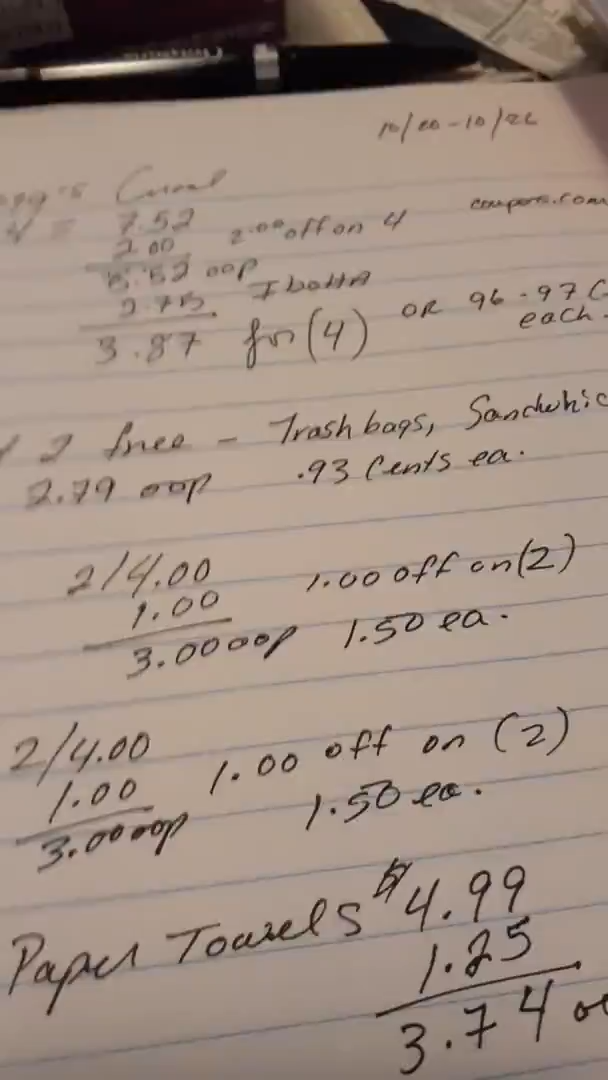 10/20-10/26
Cereal
7.52
2.00 2.00 off on 4 coupons.com
5.52 oop
Ibotta
3.87 for (4) OR 96-97 C
each.
2 free - Trash bags, Sandwhic
2.79 oop .93 Cents ea.
2/4.00
1.00 1.00 off on (2)
3.00 oop 1.50 ea.
2/4.00
1.00 1.00 off on (2)
3.00 oop 1.50 ea.
Paper Towels $4.99
1.25
3.74 oo